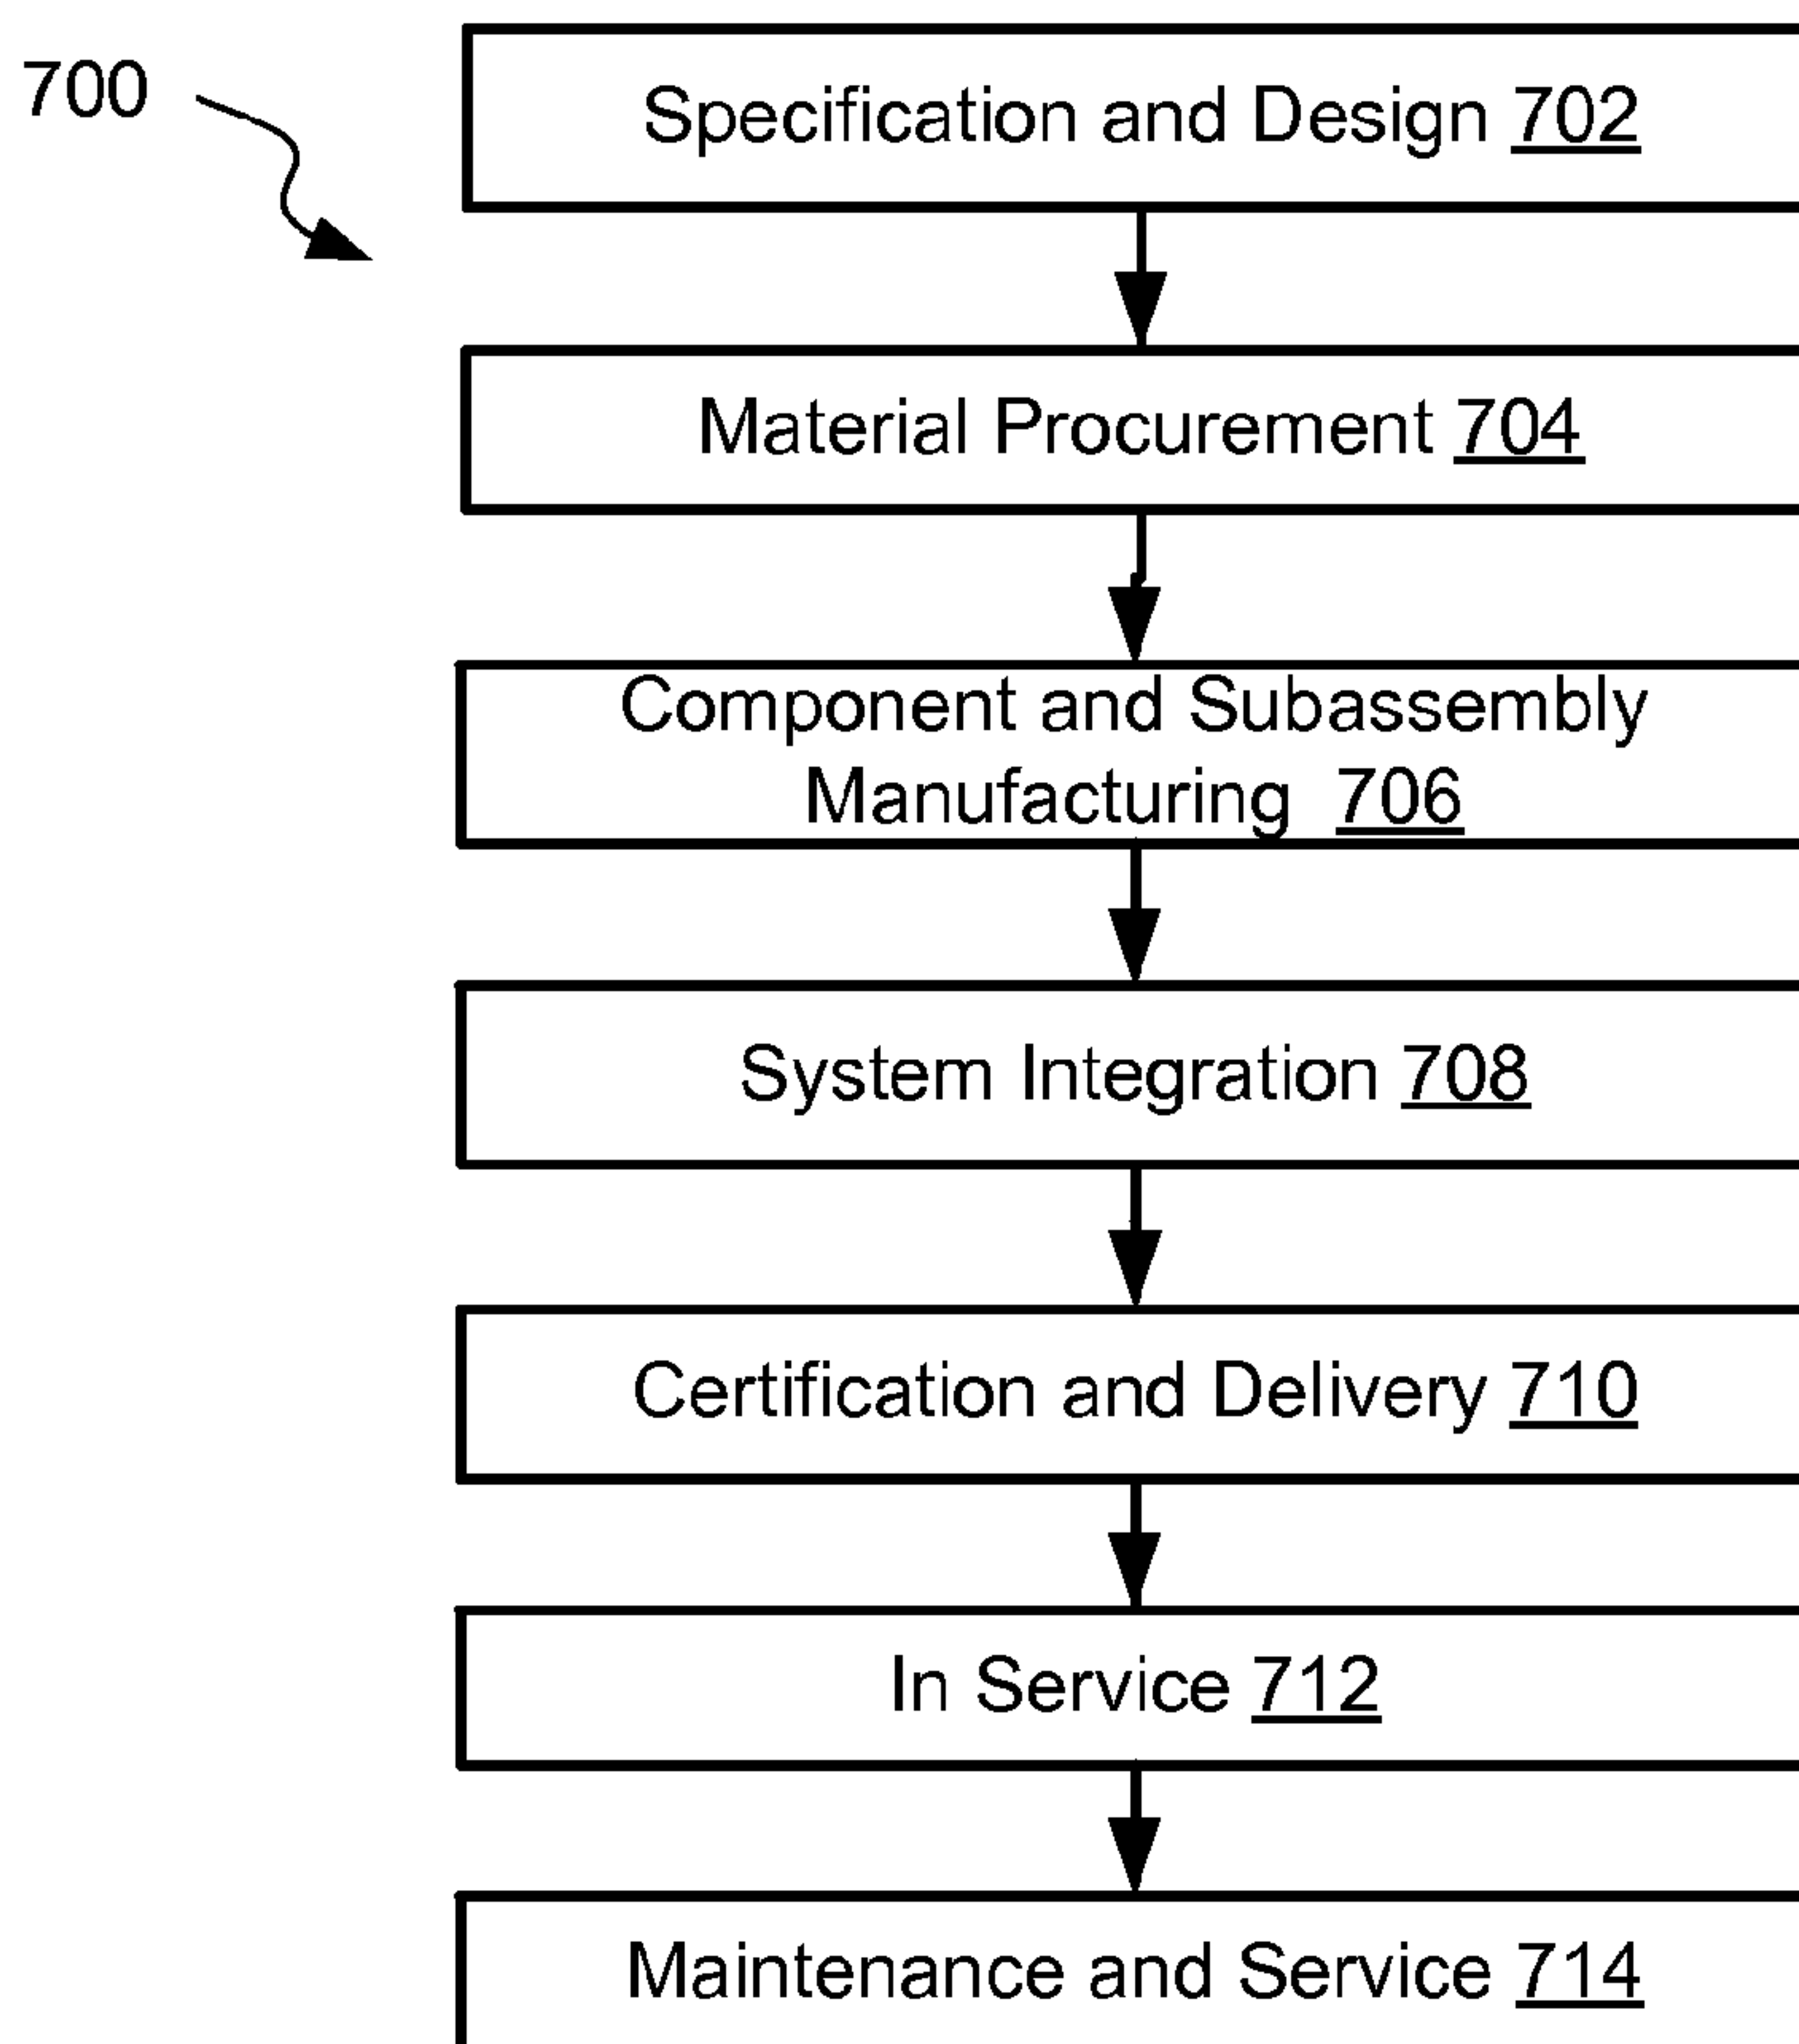 700
Specification and Design 702
Material Procurement 704
Component and Subassembly
Manufacturing 706
System Integration 708
Certification and Delivery 710
In Service 712
Maintenance and Service 714